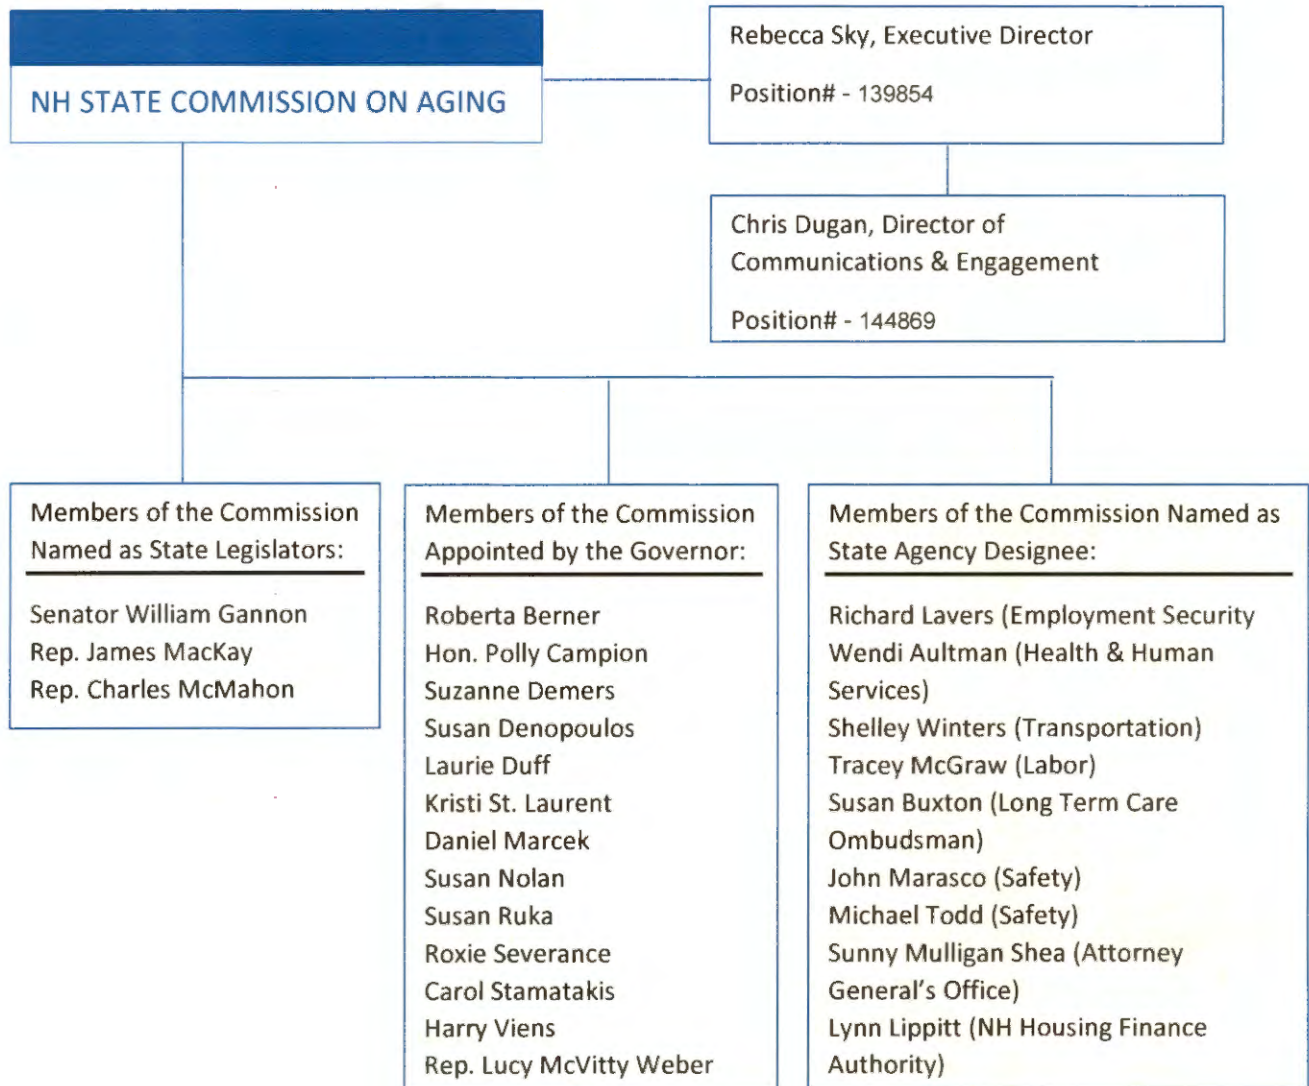 NH STATE COMMISSION ON AGING
Rebecca Sky, Executive Director
Position# - 139854
Chris Dugan, Director of
Communications & Engagement
Position# - 144869
Members of the Commission
Named as State Legislators:
Senator William Gannon
Rep. James MacKay
Rep. Charles McMahon
Members of the Commission
Appointed by the Governor:
Roberta Berner
Hon. Polly Campion
Suzanne Demers
Susan Denopoulos
Laurie Duff
Kristi St. Laurent
Daniel Marcek
Susan Nolan
Susan Ruka
Roxie Severance
Carol Stamatakis
Harry Viens
Rep. Lucy McVitty Weber
Members of the Commission Named as
State Agency Designee:
Richard Lavers (Employment Security
Wendi Aultman (Health & Human
Services)
Shelley Winters (Transportation)
Tracey McGraw (Labor)
Susan Buxton (Long Term Care
Ombudsman)
John Marasco (Safety)
Michael Todd (Safety)
Sunny Mulligan Shea (Attorney
General's Office)
Lynn Lippitt (NH Housing Finance
Authority)